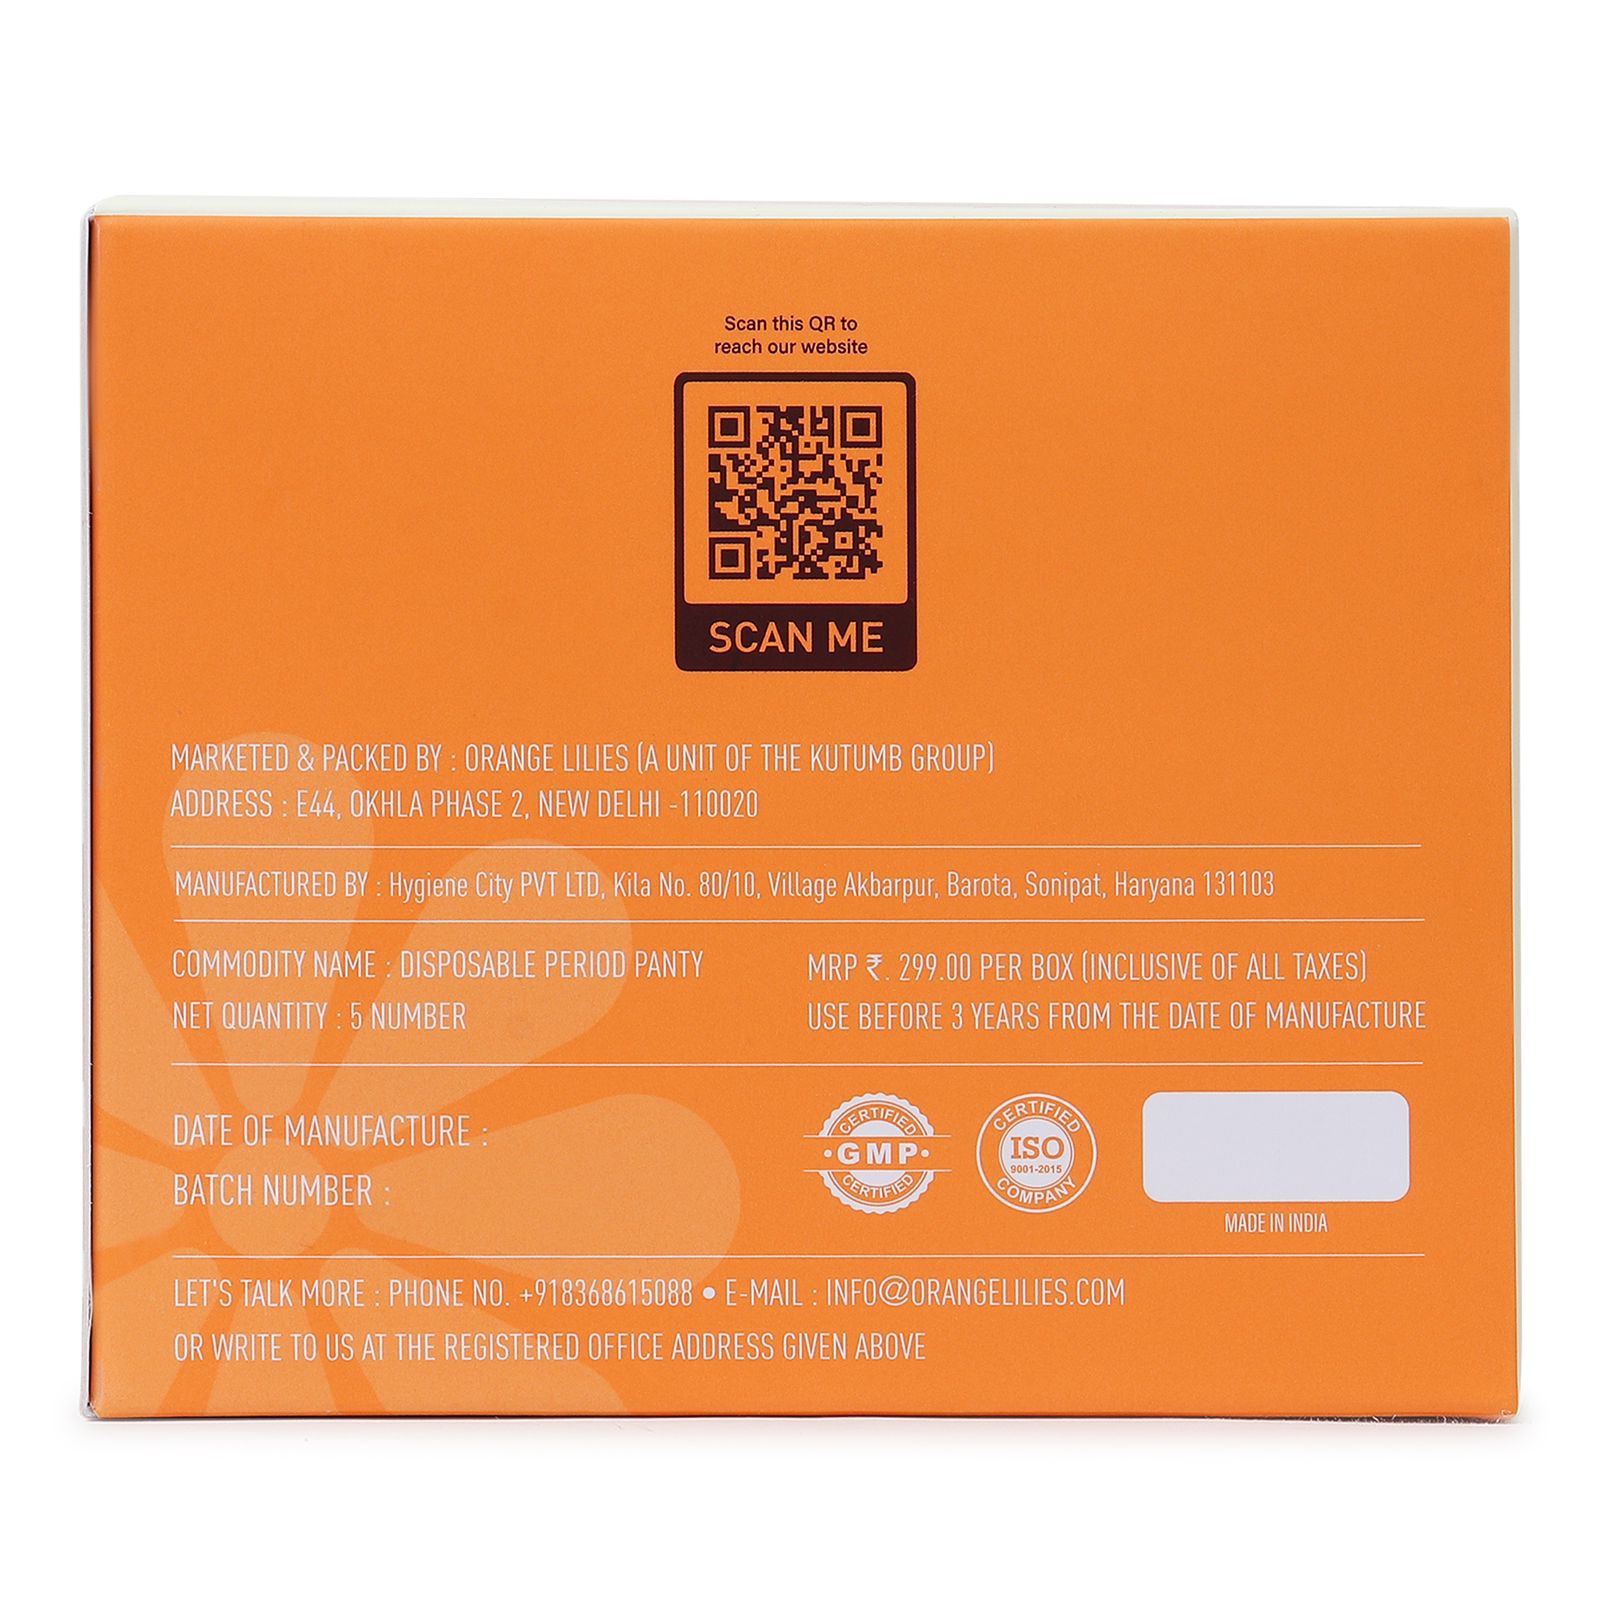 Scan this QR to
reach our website
SCAN ME
MARKETED & PACKED BY : ORANGE LILIES (A UNIT OF THE KUTUMB GROUP)
ADDRESS : E44, OKHLA PHASE 2, NEW DELHI -110020
MANUFACTURED BY : Hygiene City PVT LTD, Kila No. 80/10, Village Akbarpur, Barota, Sonipat, Haryana 131103
COMMODITY NAME : DISPOSABLE PERIOD PANTY
NET QUANTITY : 5 NUMBER
MRP ₹. 299.00 PER BOX (INCLUSIVE OF ALL TAXES)
USE BEFORE 3 YEARS FROM THE DATE OF MANUFACTURE
DATE OF MANUFACTURE :
BATCH NUMBER :
CERTIFIED
•GMP•
CERTIFIED
CERTIFIED
ISO
9001-2015
COMPANY
MADE IN INDIA
LET'S TALK MORE : PHONE NO. +918368615088 • E-MAIL : INFO@ORANGELILIES.COM
OR WRITE TO US AT THE REGISTERED OFFICE ADDRESS GIVEN ABOVE